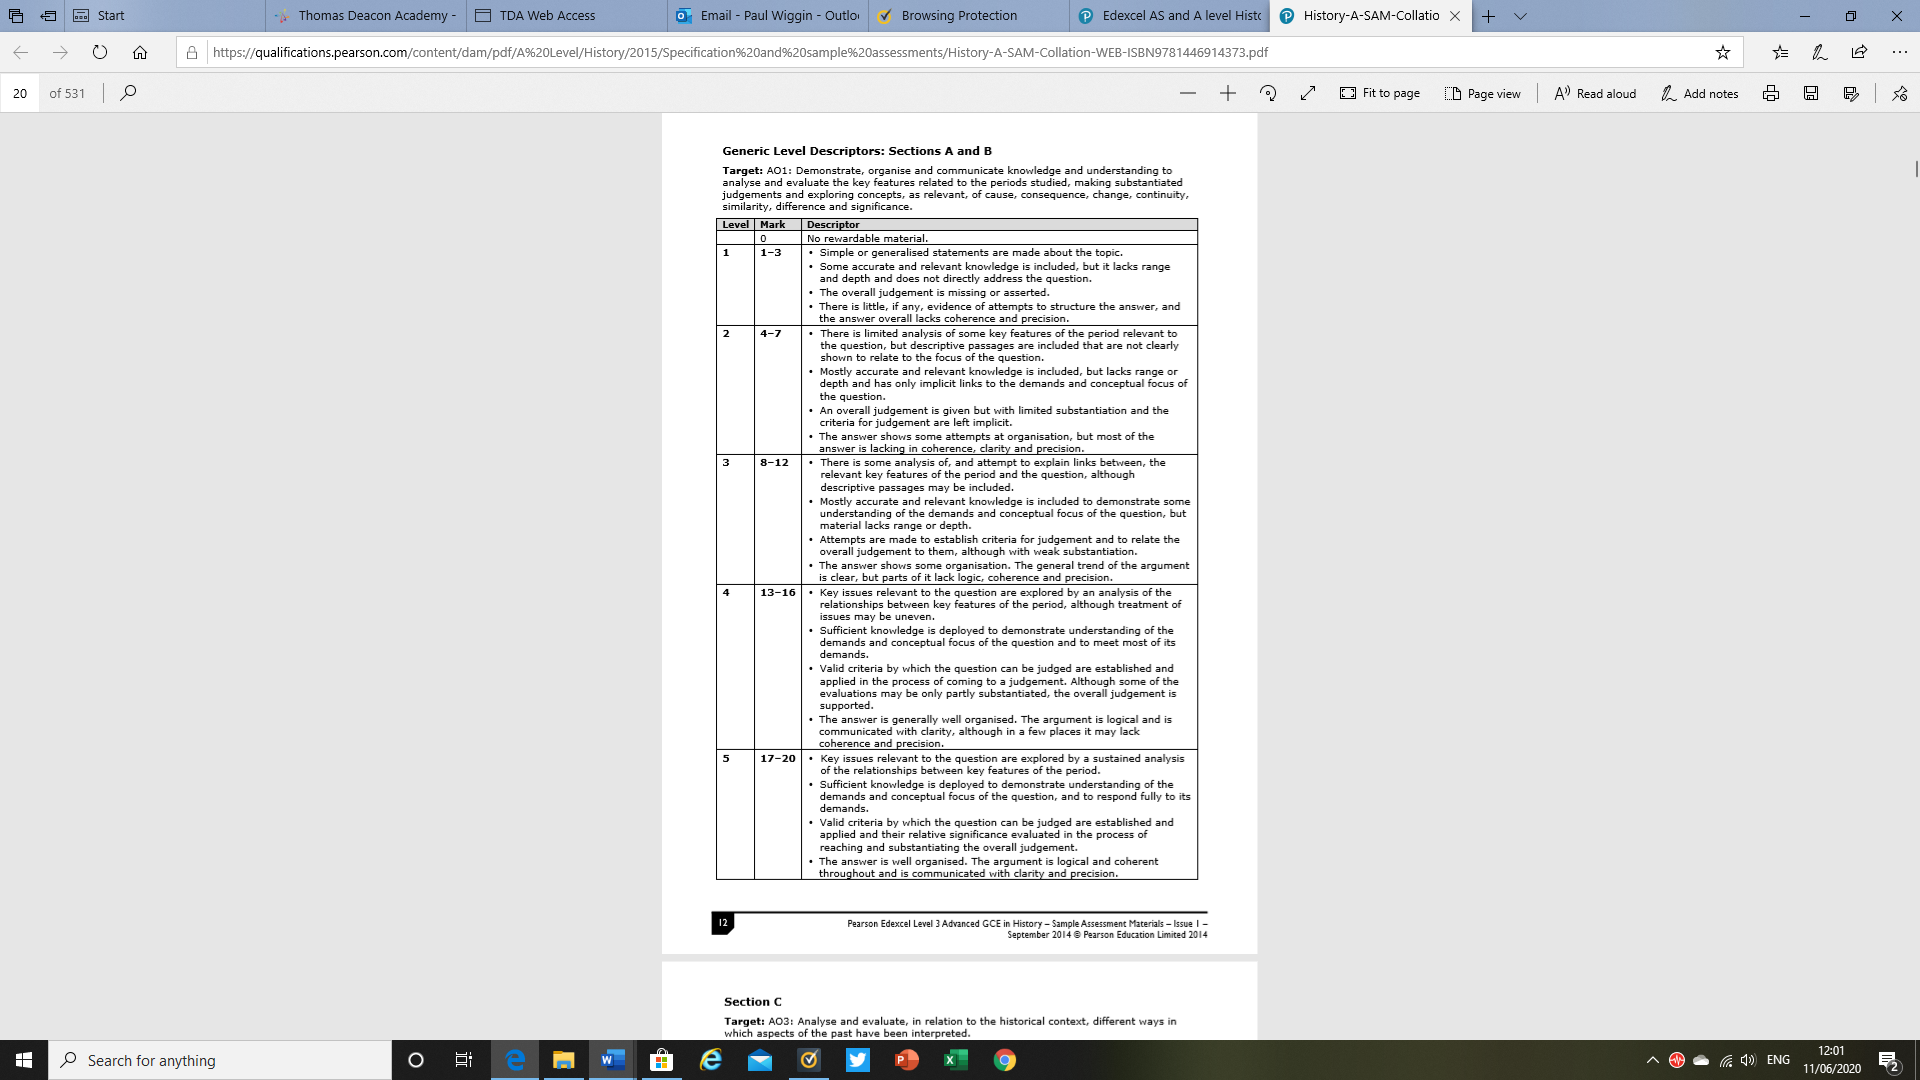 Start
Thomas Deacon Academy -
TDA Web Access
Email - Paul Wiggin - Outlo
Browsing Protection
Edexcel AS and A level Histo
History-A-SAM-Collatio
https://qualifications.pearson.com/content/dam/pdf/A%20Level/History/2015/Specification%20and%20sample%20assessments/History-A-SAM-Collation-WEB-ISBN9781446914373.pdf
20 of 531
Fit to page
Page view
Read aloud
Add notes
Generic Level Descriptors: Sections A and B
Target: AO1: Demonstrate, organise and communicate knowledge and understanding to
analyse and evaluate the key features related to the periods studied, making substantiated
judgements and exploring concepts, as relevant, of cause, consequence, change, continuity,
similarity, difference and significance.
Level Mark Descriptor
0 No rewardable material.
1 1–3 • Simple or generalised statements are made about the topic.
• Some accurate and relevant knowledge is included, but it lacks range
and depth and does not directly address the question.
• The overall judgement is missing or asserted.
• There is little, if any, evidence of attempts to structure the answer, and
the answer overall lacks coherence and precision.
2 4–7 • There is limited analysis of some key features of the period relevant to
the question, but descriptive passages are included that are not clearly
shown to relate to the focus of the question.
• Mostly accurate and relevant knowledge is included, but lacks range or
depth and has only implicit links to the demands and conceptual focus of
the question.
• An overall judgement is given but with limited substantiation and the
criteria for judgement are left implicit.
• The answer shows some attempts at organisation, but most of the
answer is lacking in coherence, clarity and precision.
3 8–12 • There is some analysis of, and attempt to explain links between, the
relevant key features of the period and the question, although
descriptive passages may be included.
• Mostly accurate and relevant knowledge is included to demonstrate some
understanding of the demands and conceptual focus of the question, but
material lacks range or depth.
• Attempts are made to establish criteria for judgement and to relate the
overall judgement to them, although with weak substantiation.
• The answer shows some organisation. The general trend of the argument
is clear, but parts of it lack logic, coherence and precision.
4 13–16 • Key issues relevant to the question are explored by an analysis of the
relationships between key features of the period, although treatment of
issues may be uneven.
• Sufficient knowledge is deployed to demonstrate understanding of the
demands and conceptual focus of the question and to meet most of its
demands.
• Valid criteria by which the question can be judged are established and
applied in the process of coming to a judgement. Although some of the
evaluations may be only partly substantiated, the overall judgement is
supported.
• The answer is generally well organised. The argument is logical and is
communicated with clarity, although in a few places it may lack
coherence and precision.
5 17–20 • Key issues relevant to the question are explored by a sustained analysis
of the relationships between key features of the period.
• Sufficient knowledge is deployed to demonstrate understanding of the
demands and conceptual focus of the question, and to respond fully to its
demands.
• Valid criteria by which the question can be judged are established and
applied and their relative significance evaluated in the process of
reaching and substantiating the overall judgement.
• The answer is well organised. The argument is logical and coherent
throughout and is communicated with clarity and precision.
12
Pearson Edexcel Level 3 Advanced GCE in History – Sample Assessment Materials – Issue 1 –
September 2014 © Pearson Education Limited 2014
Section C
Target: AO3: Analyse and evaluate, in relation to the historical context, different ways in
which aspects of the past have been interpreted.
Search for anything
ENG
12:01
11/06/2020
2